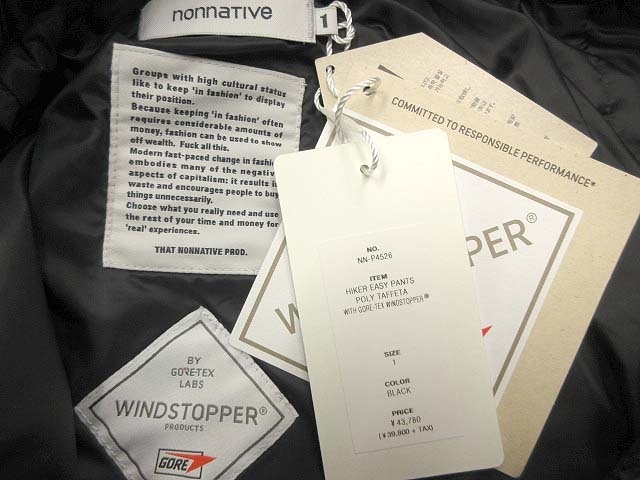 nonnative
1
Groups with high cultural status
like to keep 'in fashion' to display
their position.
Because keeping 'in fashion' often
requires considerable amounts of
money, fashion can be used to show
off wealth. Fuck all this.
Modern fast-paced change in fashion
embodies many of the negative
aspects of capitalism: it results in
waste and encourages people to buy
things unnecessarily.
Choose what you really need and use
the rest of your time and money for
'real' experiences.
THAT NONNATIVE PROD.
COMMITTED TO RESPONSIBLE PERFORMANCE*
W
PPER®
NO.
NN-P4526
ITEM
HIKER EASY PANTS
POLY TAFFETA
WITH GORE-TEX WINDSTOPPER®
SIZE
1
COLOR
BLACK
PRICE
¥43,780
(¥39,800 + TAX)
BY
GORE-TEX
LABS
WINDSTOPPER®
PRODUCTS
GORE